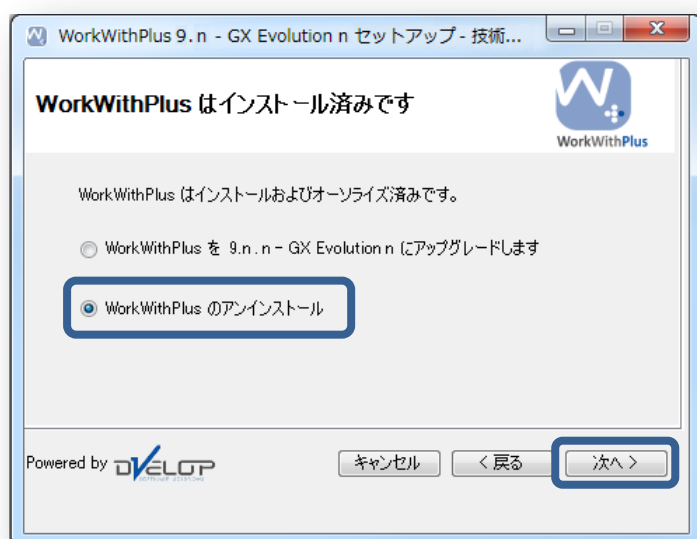 WorkWithPlus 9.n - GX Evolution n セットアップ - 技術...
WorkWithPlus はインストール済みです
WorkWithPlus
WorkWithPlus はインストールおよびオーソライズ済みです。
WorkWithPlus を 9.n.n - GX Evolution n にアップグレードします
WorkWithPlus のアンインストール
Powered by DVELOP
キャンセル
< 戻る
次へ >